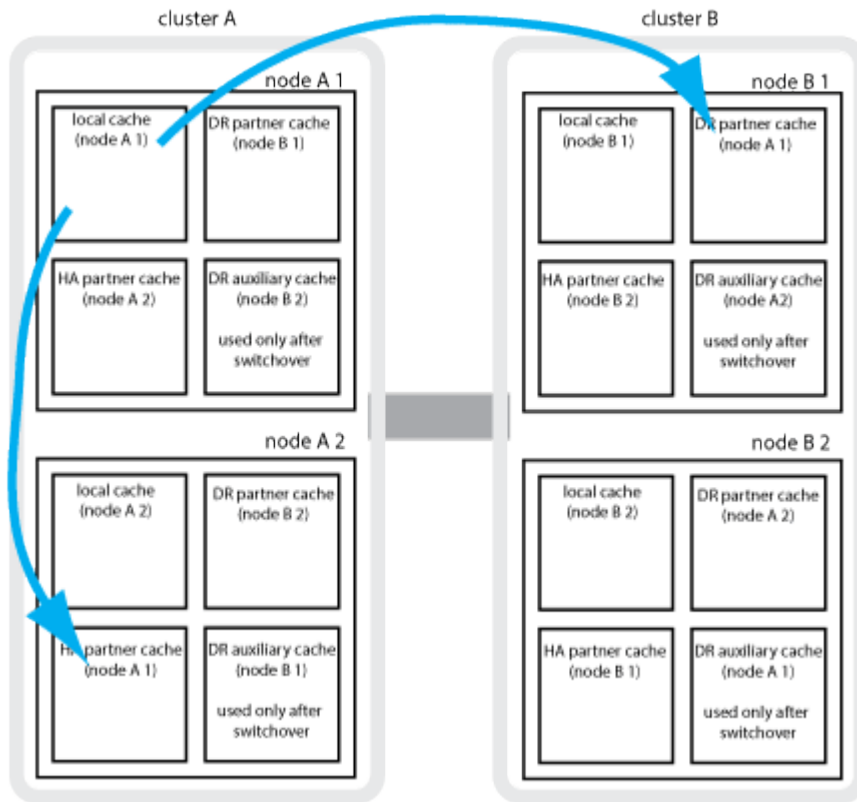 cluster A
cluster B
node A 1
local cache
(node A 1)
DR partner cache
(node B 1)
HA partner cache
(node A 2)
DR auxiliary cache
(node B 2)
used only after
switchover
node A 2
local cache
(node A 2)
DR partner cache
(node B 2)
HA partner cache
(node A 1)
DR auxiliary cache
(node B 1)
used only after
switchover
node B 1
local cache
(node B 1)
DR partner cache
(node A 1)
HA partner cache
(node B 2)
DR auxiliary cache
(node A2)
used only after
switchover
node B 2
local cache
(node B 2)
DR partner cache
(node A 2)
HA partner cache
(node B 1)
DR auxiliary cache
(node A 1)
used only after
switchover